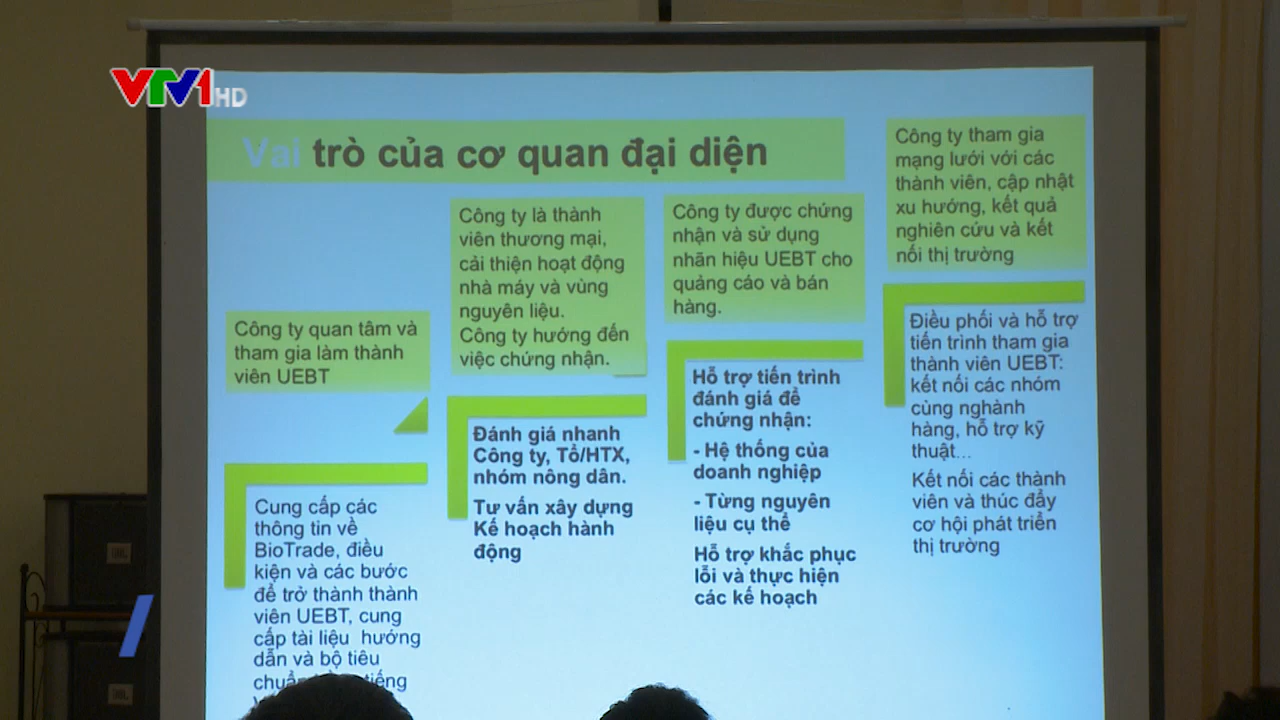 VTV1 HD
Vai trò của cơ quan đại diện
Công ty quan tâm và
tham gia làm thành
viên UEBT
Cung cấp các
thông tin về
BioTrade, điều
kiện và các bước
để trở thành thành
viên UEBT, cung
cấp tài liệu hướng
dẫn và bộ tiêu
tiếng
Công ty là thành
viên thương mại,
cải thiện hoạt động
nhà máy và vùng
nguyên liệu.
Công ty hướng đến
việc chứng nhận.
Đánh giá nhanh
Công ty, Tổ/HTX,
nhóm nông dân.
Tư vấn xây dựng
Kế hoạch hành
động
Công ty được chứng
nhận và sử dụng
nhãn hiệu UEBT cho
quảng cáo và bán
hàng.
Hỗ trợ tiến trình
đánh giá để
chứng nhận:
- Hệ thống của
doanh nghiệp
- Từng nguyên
liệu cụ thể
Hỗ trợ khắc phục
lỗi và thực hiện
các kế hoạch
Công ty tham gia
mạng lưới với các
thành viên, cập nhật
xu hướng, kết quả
nghiên cứu và kết
nối thị trường
Điều phối và hỗ trợ
tiến trình tham gia
thành viên UEBT:
kết nối các nhóm
cùng nghành
hàng, hỗ trợ kỹ
thuật...
Kết nối các thành
viên và thúc đẩy
cơ hội phát triển
thị trường
JBL
JBL